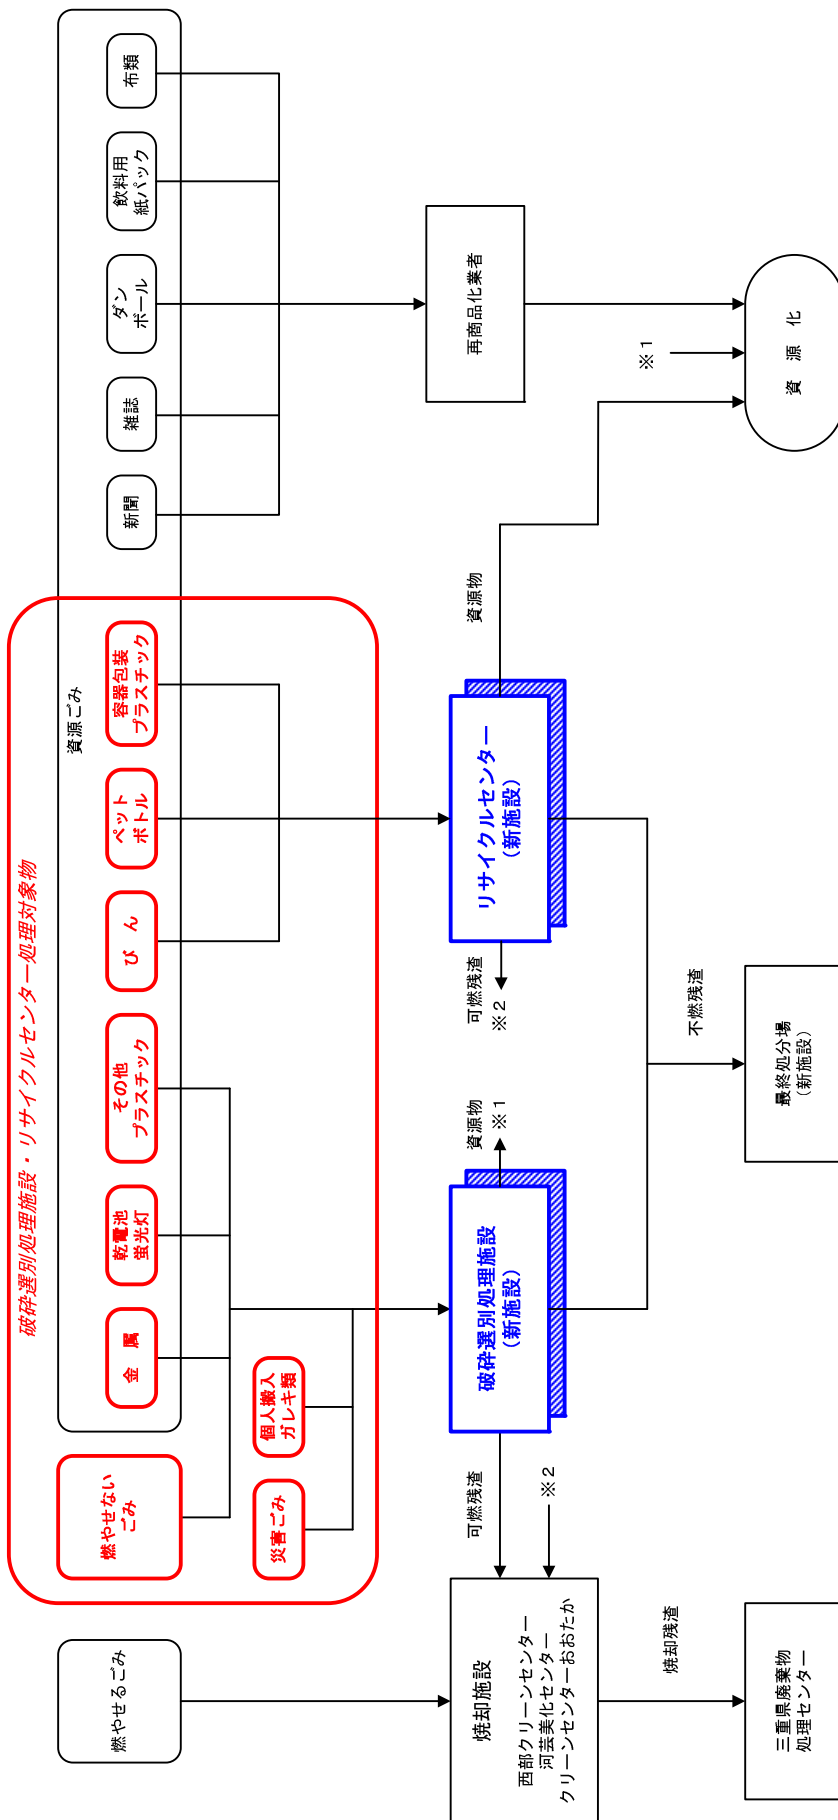 破砕選別処理施設・リサイクルセンター処理対象物
資源ごみ
燃やせるごみ
燃やせない
ごみ
金　属
乾電池
蛍光灯
その他
プラスチック
び　ん
ペット
ボトル
容器包装
プラスチック
新聞
雑誌
ダン
ボール
飲料用
紙パック
布類
災害ごみ
個人搬入
ガレキ類
焼却施設
西部クリーンセンター
河芸美化センター
クリーンセンターおおたか
可燃残渣
※２
破砕選別処理施設
（新施設）
資源物
※１
可燃残渣
※２
リサイクルセンター
（新施設）
資源物
再商品化業者
※１
焼却残渣
不燃残渣
三重県廃棄物
処理センター
最終処分場
（新施設）
資　源　化